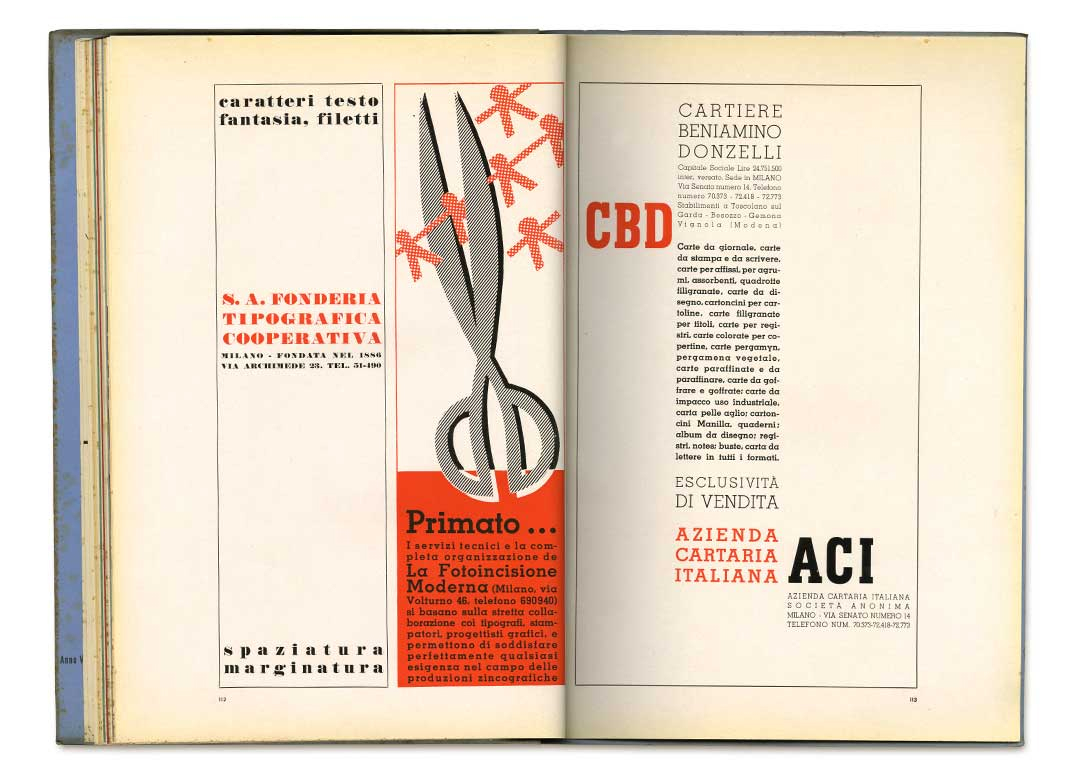 caratteri testo
fantasia, filetti
S. A. FONDERIA
TIPOGRAFICA
COOPERATIVA
MILANO - FONDATA NEL 1886
VIA ARCHIMEDE 23. TEL. 51-490
spaziatura
marginatura
112
Primato ...
I servizi tecnici e la com-
pleta organizzazione de
La Fotoincisione
Moderna (Milano, via
Volturno 46, telefono 690940)
si basano sulla stretta colla-
borazione coi tipografi, stam-
patori, progettisti grafici, e
permettono di soddisfare
perfettamente qualsiasi
esigenza nel campo delle
produzioni zincografiche
CARTIERE
BENIAMINO
DONZELLI
Capitale Sociale Lire 24.751.500
inter. versato. Sede in MILANO
Via Senato numero 14. Telefono
numero 70.373 - 72.418 - 72.773
Stabilimenti a Toscolano sul
Garda - Besozzo - Gemona
Vignola (Modena)
CBD
Carte da giornale, carte
da stampa e da scrivere,
carte per affissi, per agru-
mi, assorbenti, quadrotte
filigranate, carte da di-
segno, cartoncini per car-
toline, carte filigranate
per titoli, carte per regi-
stri, carte colorate per co-
pertine, carte pergamyn,
pergamena vegetale,
carte paraffinate e da
paraffinare, carte da gof-
frare e goffrate; carte da
impacco uso industriale,
carta pelle aglio; carton-
cini Manilla, quaderni;
album da disegno; regi-
stri, notes; buste, carta da
lettere in tutti i formati.
ESCLUSIVITÀ
DI VENDITA
AZIENDA
CARTARIA
ITALIANA
ACI
AZIENDA CARTARIA ITALIANA
SOCIETÀ ANONIMA
MILANO - VIA SENATO NUMERO 14
TELEFONO NUM. 70.373-72.418-72.773
113
Anno V